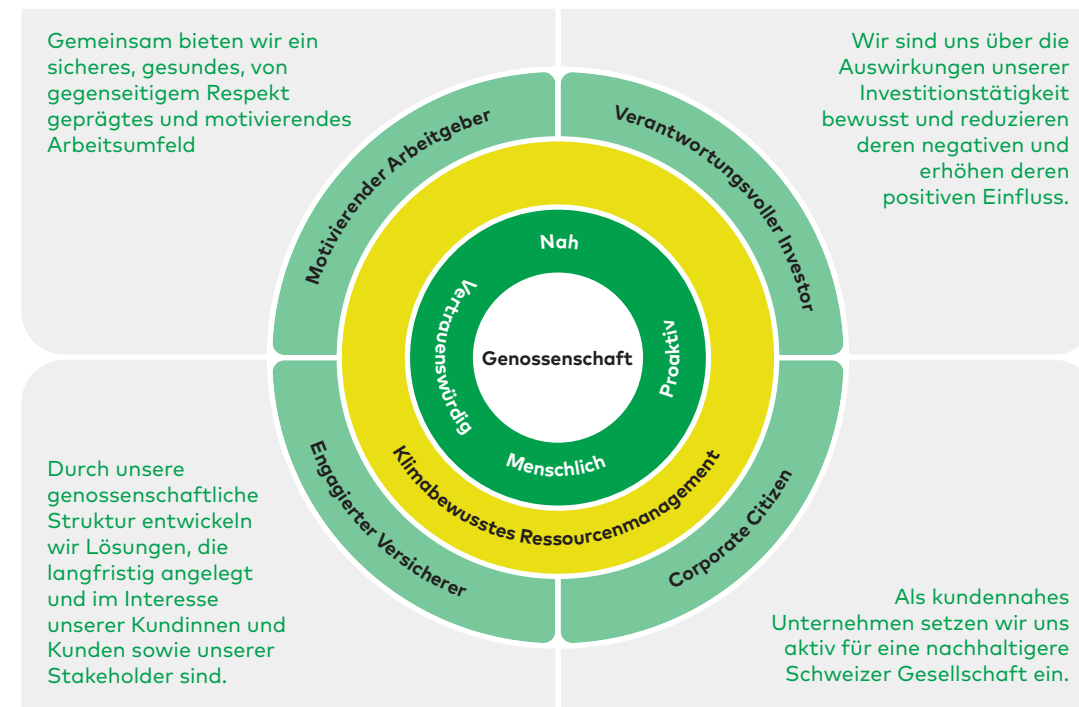 Gemeinsam bieten wir ein
sicheres, gesundes, von
gegenseitigem Respekt
geprägtes und motivierendes
Arbeitsumfeld
Wir sind uns über die
Auswirkungen unserer
Investitionstätigkeit
bewusst und reduzieren
deren negativen und
erhöhen deren
positiven Einfluss.
Motivierender Arbeitgeber
Verantwortungsvoller Investor
Nah
Vertrauenswürdig
Genossenschaft
Proaktiv
Menschlich
Klimabewusstes Ressourcenmanagement
Engagierter Versicherer
Corporate Citizen
Durch unsere
genossenschaftliche
Struktur entwickeln
wir Lösungen, die
langfristig angelegt
und im Interesse
unserer Kundinnen und
Kunden sowie unserer
Stakeholder sind.
Als kundennahes
Unternehmen setzen wir uns
aktiv für eine nachhaltigere
Schweizer Gesellschaft ein.